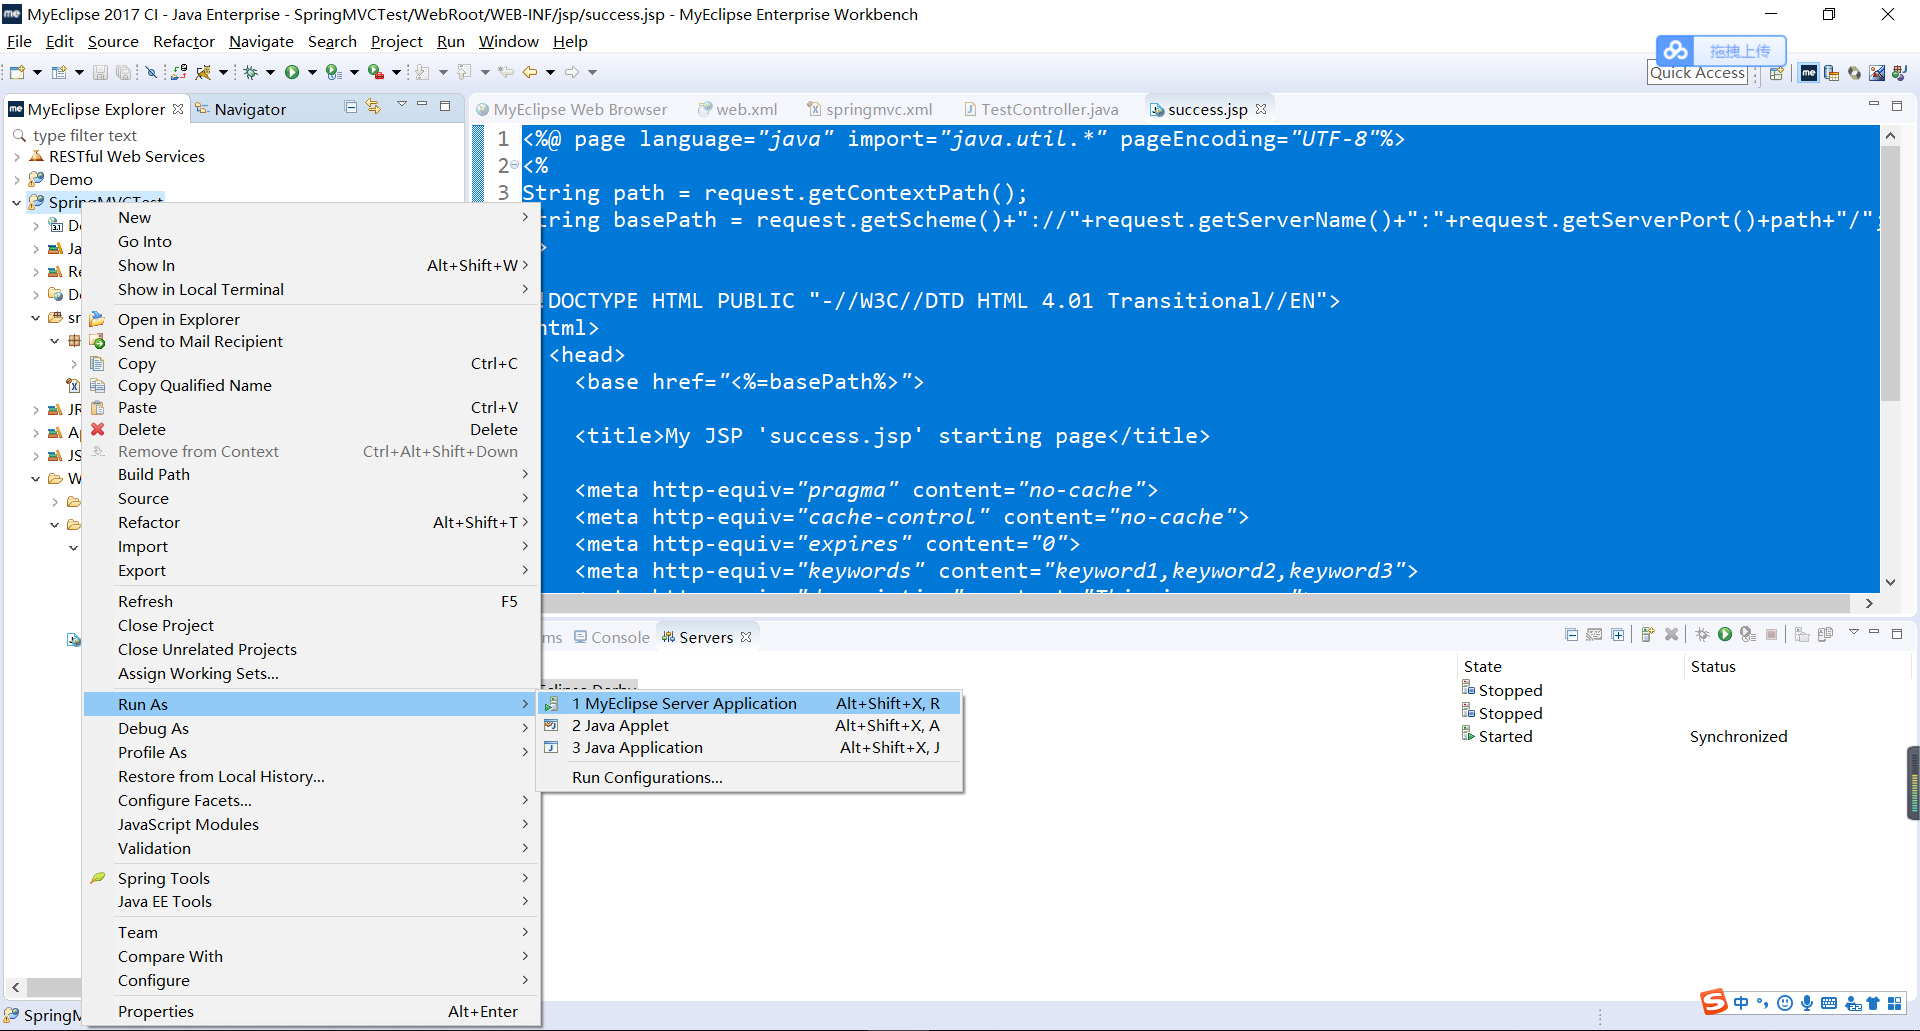 MyEclipse 2017 CI - Java Enterprise - SpringMVCTest/WebRoot/WEB-INF/jsp/success.jsp - MyEclipse Enterprise Workbench
File Edit Source Refactor Navigate Search Project Run Window Help
拖拽上传
Quick Access
MyEclipse Explorer Navigator
type filter text
RESTful Web Services
Demo
SpringMVCTest
MyEclipse Web Browser web.xml springmvc.xml TestController.java success.jsp
1 <%@ page language="java" import="java.util.*" pageEncoding="UTF-8"%>
2 <%
3 String path = request.getContextPath();
tring basePath = request.getScheme()+"://"+request.getServerName()+":"+request.getServerPort()+path+"/";
>
!DOCTYPE HTML PUBLIC "-//W3C//DTD HTML 4.01 Transitional//EN">
html>
<head>
<base href="<%=basePath%>">
<title>My JSP 'success.jsp' starting page</title>
<meta http-equiv="pragma" content="no-cache">
<meta http-equiv="cache-control" content="no-cache">
<meta http-equiv="expires" content="0">
<meta http-equiv="keywords" content="keyword1,keyword2,keyword3">
New
Go Into
Show In Alt+Shift+W
Show in Local Terminal
Open in Explorer
Send to Mail Recipient
Copy Ctrl+C
Copy Qualified Name
Paste Ctrl+V
Delete Delete
Remove from Context Ctrl+Alt+Shift+Down
Build Path
Source
Refactor Alt+Shift+T
Import
Export
Refresh F5
Close Project
Close Unrelated Projects
Assign Working Sets...
Run As
Debug As
Profile As
Restore from Local History...
Configure Facets...
JavaScript Modules
Validation
Spring Tools
Java EE Tools
Team
Compare With
Configure
Properties Alt+Enter
1 MyEclipse Server Application Alt+Shift+X, R
2 Java Applet Alt+Shift+X, A
3 Java Application Alt+Shift+X, J
Run Configurations...
ms Console Servers
State Status
Eclipse Derby
Stopped
Stopped
Started Synchronized
SpringM
中